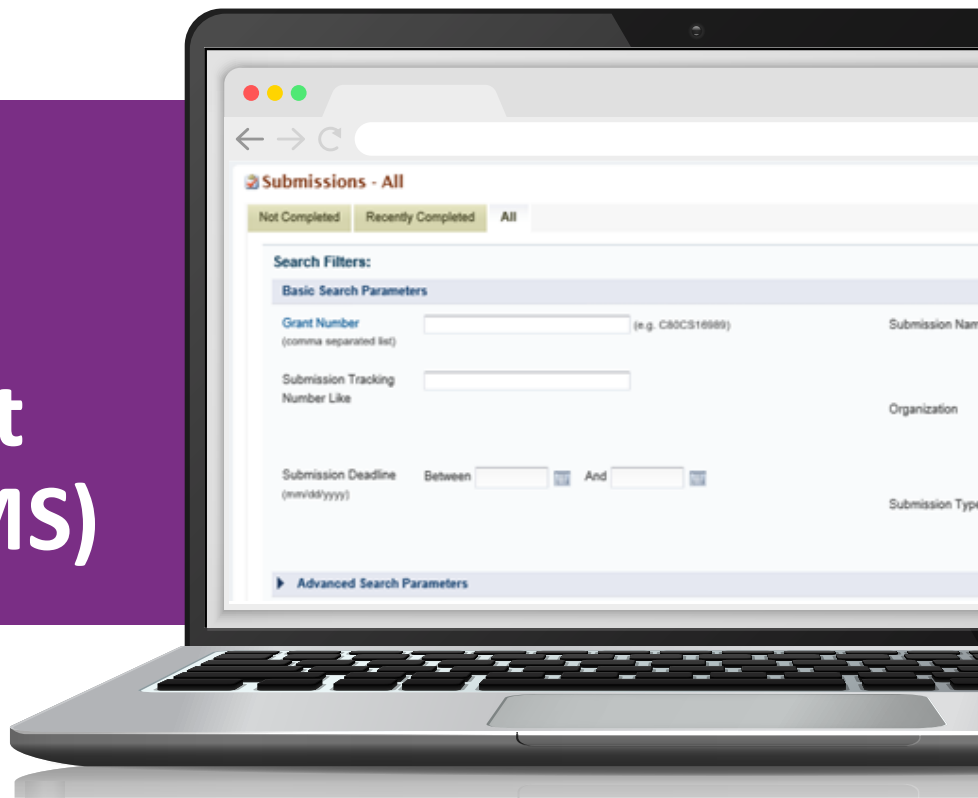 t
MS)
Submissions - All
Not Completed Recently Completed All
Search Filters:
Basic Search Parameters
Grant Number (e.g. C80CS16989) Submission Nam
(comma separated list)
Submission Tracking
Number Like
Organization
Submission Deadline Between And
(mm/dd/yyyy)
Submission Type
Advanced Search Parameters